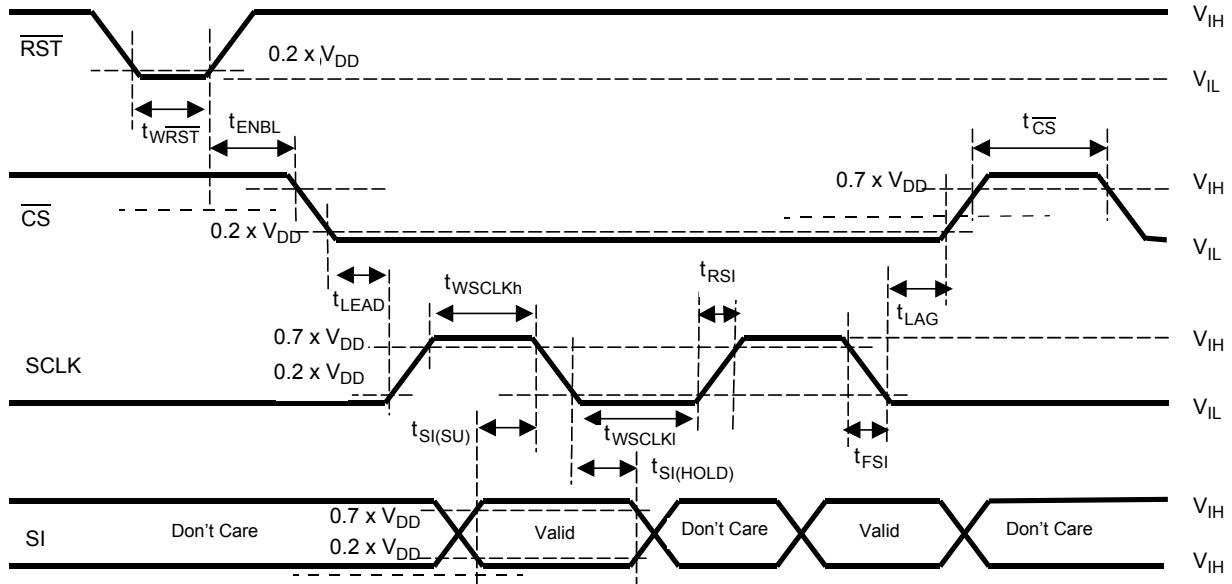 VIH
RST
0.2 x VDD
VIL
tWRST
tENBL
tCS
0.7 x VDD
VIH
CS
0.2 x VDD
VIL
tLEAD
tWSCLKh
tRSI
tLAG
0.7 x VDD
VIH
SCLK
0.2 x VDD
VIL
tSI(SU)
tWSCLKl
tFSI
tSI(HOLD)
VIH
0.7 x VDD
SI
Don't Care
Valid
Don't Care
Valid
Don't Care
0.2 x VDD
VIH